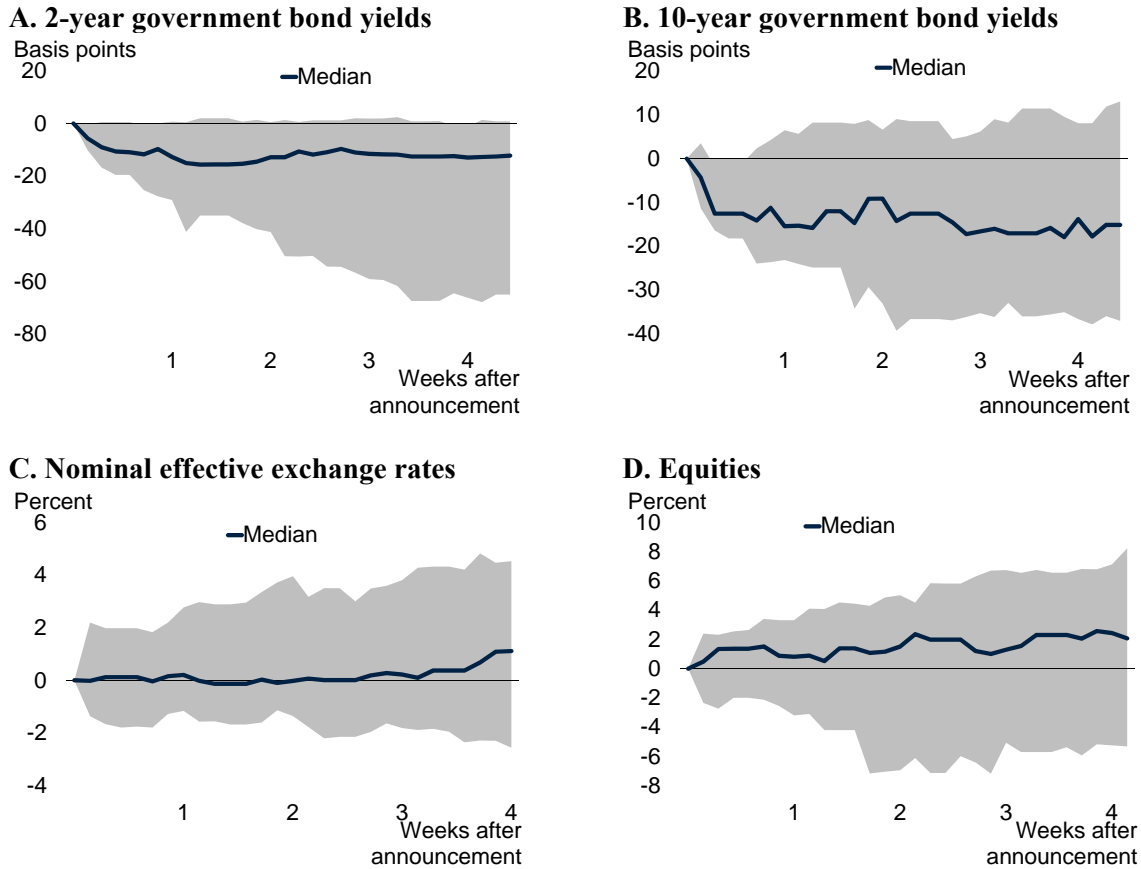 A. 2-year government bond yields
Basis points
Median
20
0
-20
-40
-60
-80
1 2 3 4
Weeks after
announcement
B. 10-year government bond yields
Basis points
Median
20
10
0
-10
-20
-30
-40
1 2 3 4
Weeks after
announcement
C. Nominal effective exchange rates
Percent
Median
6
4
2
0
-2
-4
1 2 3 4
Weeks after
announcement
D. Equities
Percent
Median
10
8
6
4
2
0
-2
-4
-6
-8
1 2 3 4
Weeks after
announcement